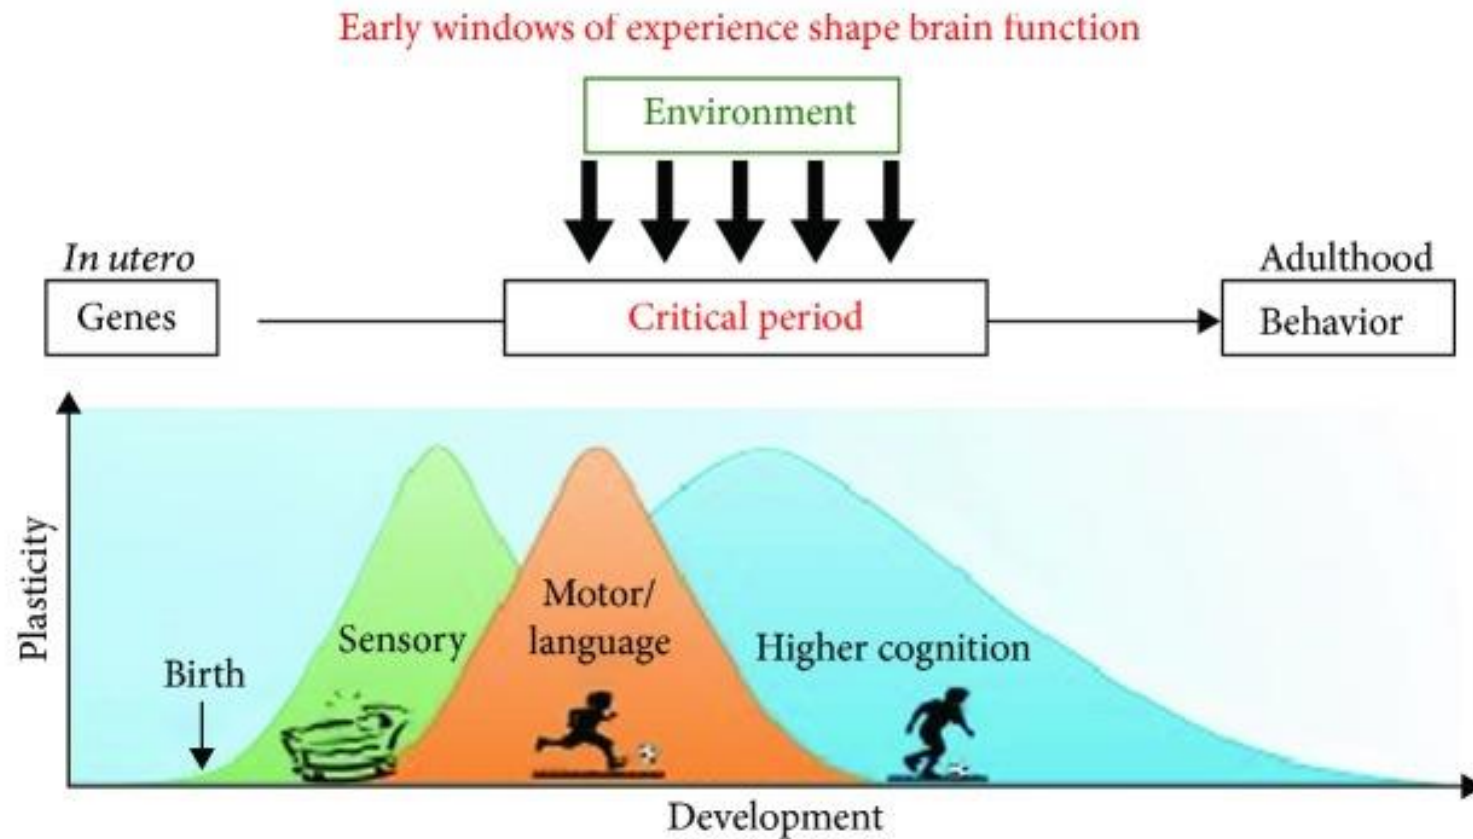 Early windows of experience shape brain function
Environment
In utero
Genes
Critical period
Adulthood
Behavior
Plasticity
Birth
Sensory
Motor/
language
Higher cognition
Development